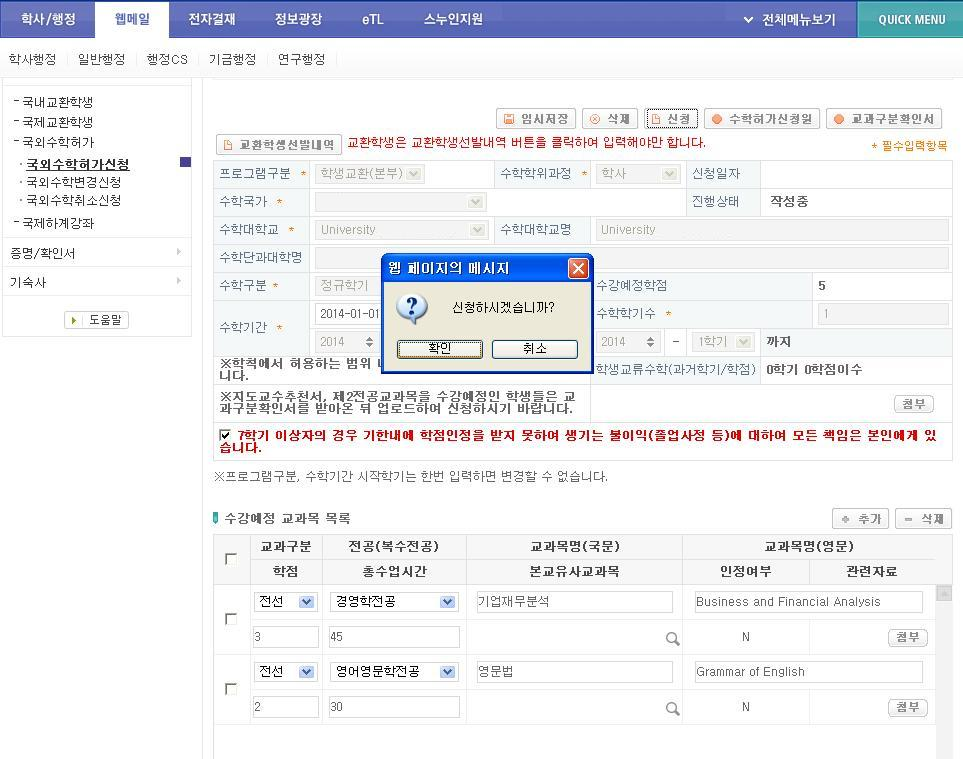 학사/행정 웹메일 전자결재 정보광장 eTL 스누인지원 전체메뉴보기 QUICK MENU
학사행정 일반행정 행정CS 기금행정 연구행정
- 국내교환학생
- 국제교환학생
- 국외수학허가
· 국외수학허가신청
· 국외수학변경신청
· 국외수학취소신청
- 국제하계강좌
증명/확인서
기숙사
도움말
임시저장 삭제 신청 수학허가신청원 교과구분확인서
교환학생선발내역 교환학생은 교환학생선발내역 버튼을 클릭하여 입력해야만 합니다. * 필수입력항목
프로그램구분 * 학생교환(본부) 수학학위과정 * 학사 신청일자
수학국가 * 진행상태 작성중
수학대학교 * University 수학대학교명 University
수학단과대학명
수학구분 * 정규학기 수강예정학점 5
수학기간 * 2014-01-01 수학학기수 * 1
2014 2014 - 1학기 까지
웹 페이지의 메시지
신청하시겠습니까?
확인 취소
※학칙에서 허용하는 범위 내
니다.
학생교류수학(과거학기/학점) 0학기 0학점이수
※지도교수추천서, 제2전공교과목을 수강예정인 학생들은 교
과구분확인서를 받아온 뒤 업로드하여 신청하시기 바랍니다.
첨부
7학기 이상자의 경우 기한내에 학점인정을 받지 못하여 생기는 불이익(졸업사정 등)에 대하여 모든 책임은 본인에게 있
습니다.
※프로그램구분, 수학기간 시작학기는 한번 입력하면 변경할 수 없습니다.
수강예정 교과목 목록 + 추가 - 삭제
교과구분 전공(복수전공) 교과목명(국문) 교과목명(영문)
학점 총수업시간 본교유사교과목 인정여부 관련자료
전선 경영학전공 기업재무분석 Business and Financial Analysis
3 45 N 첨부
전선 영어영문학전공 영문법 Grammar of English
2 30 N 첨부